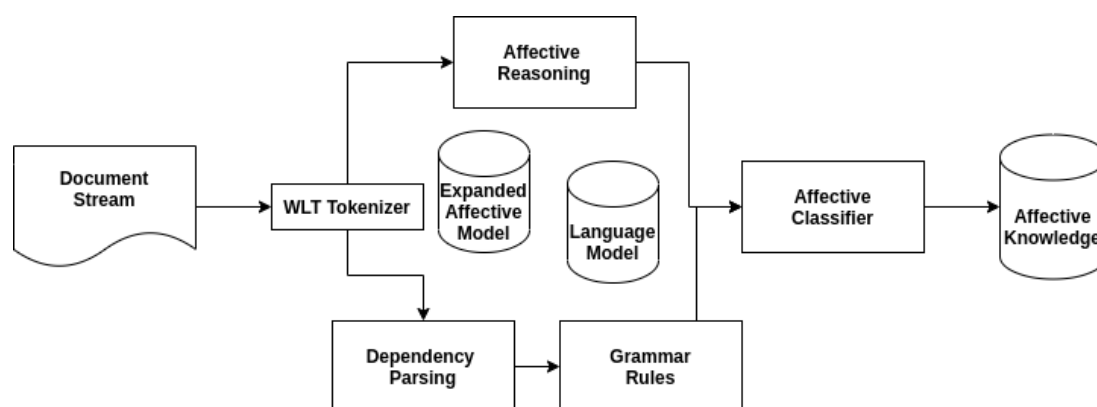 Affective
Reasoning
Document
Stream
WLT Tokenizer
Expanded
Affective
Model
Language
Model
Affective
Classifier
Affective
Knowledge
Dependency
Parsing
Grammar
Rules